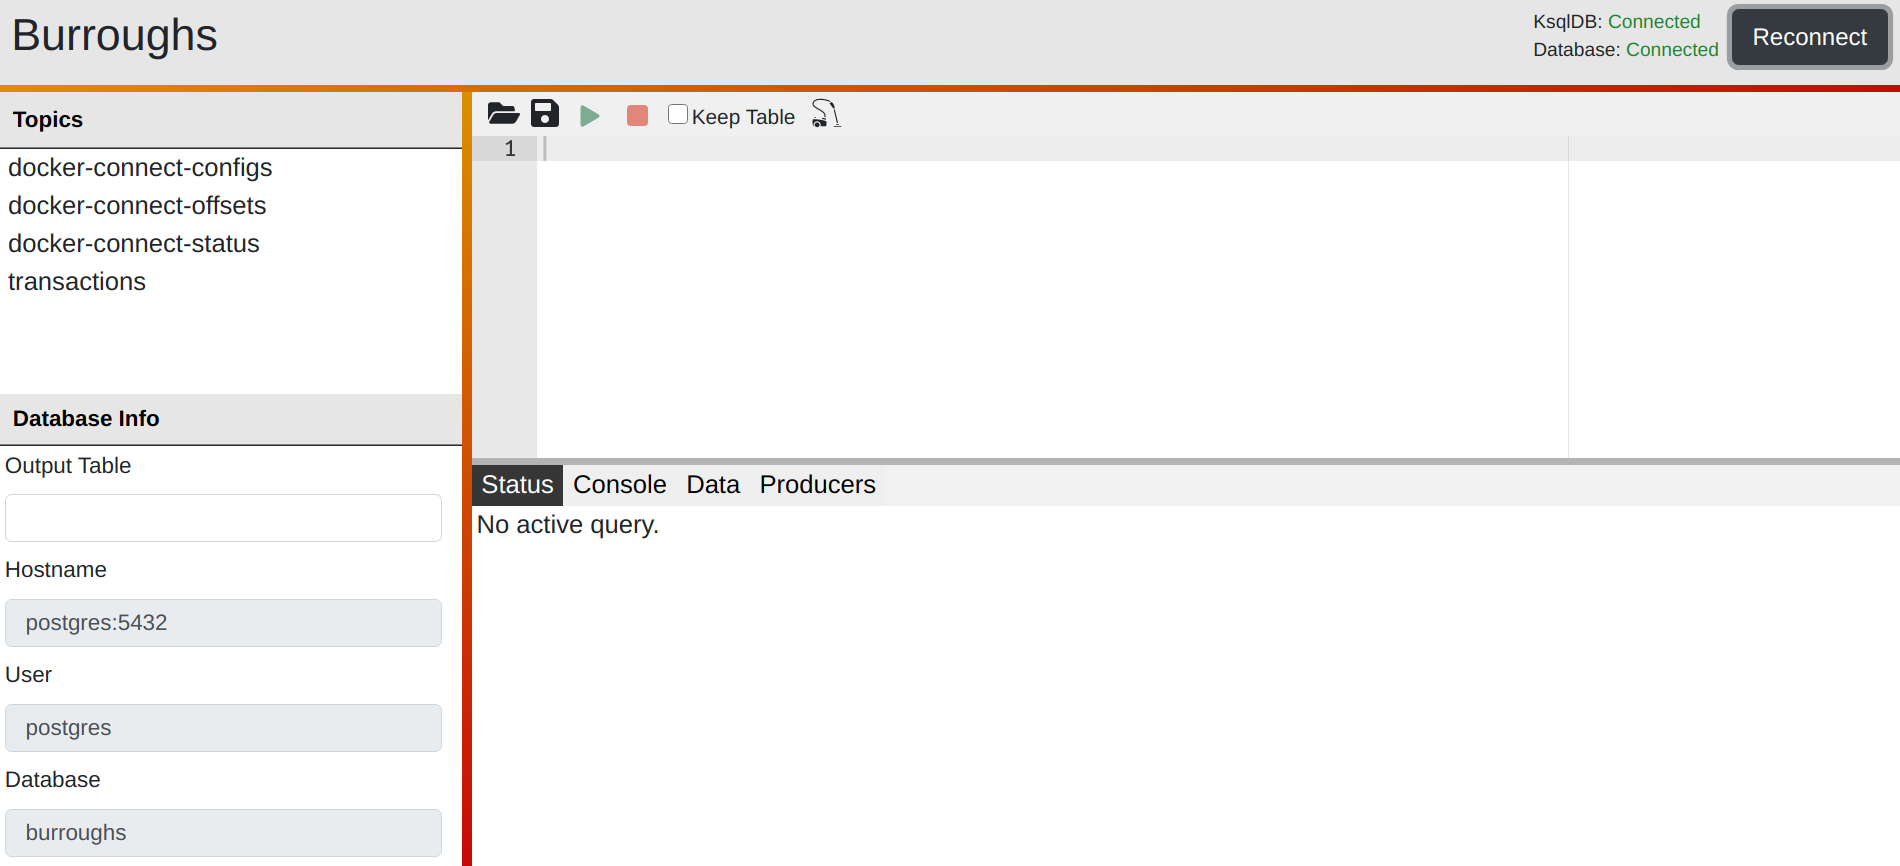 Burroughs
KsqlDB: Connected
Database: Connected
Reconnect
Topics
docker-connect-configs
docker-connect-offsets
docker-connect-status
transactions
Database Info
Output Table
Hostname
postgres:5432
User
postgres
Database
burroughs
Keep Table
1
Status Console Data Producers
No active query.